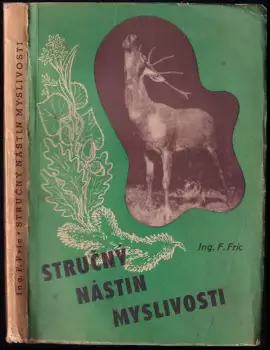 Ing. F. Fric • STRUČNÝ NÁSTIN MYSLIVOSTI
Ing. F. Fric
STRUČNÝ
NÁSTIN
MYSLIVOSTI